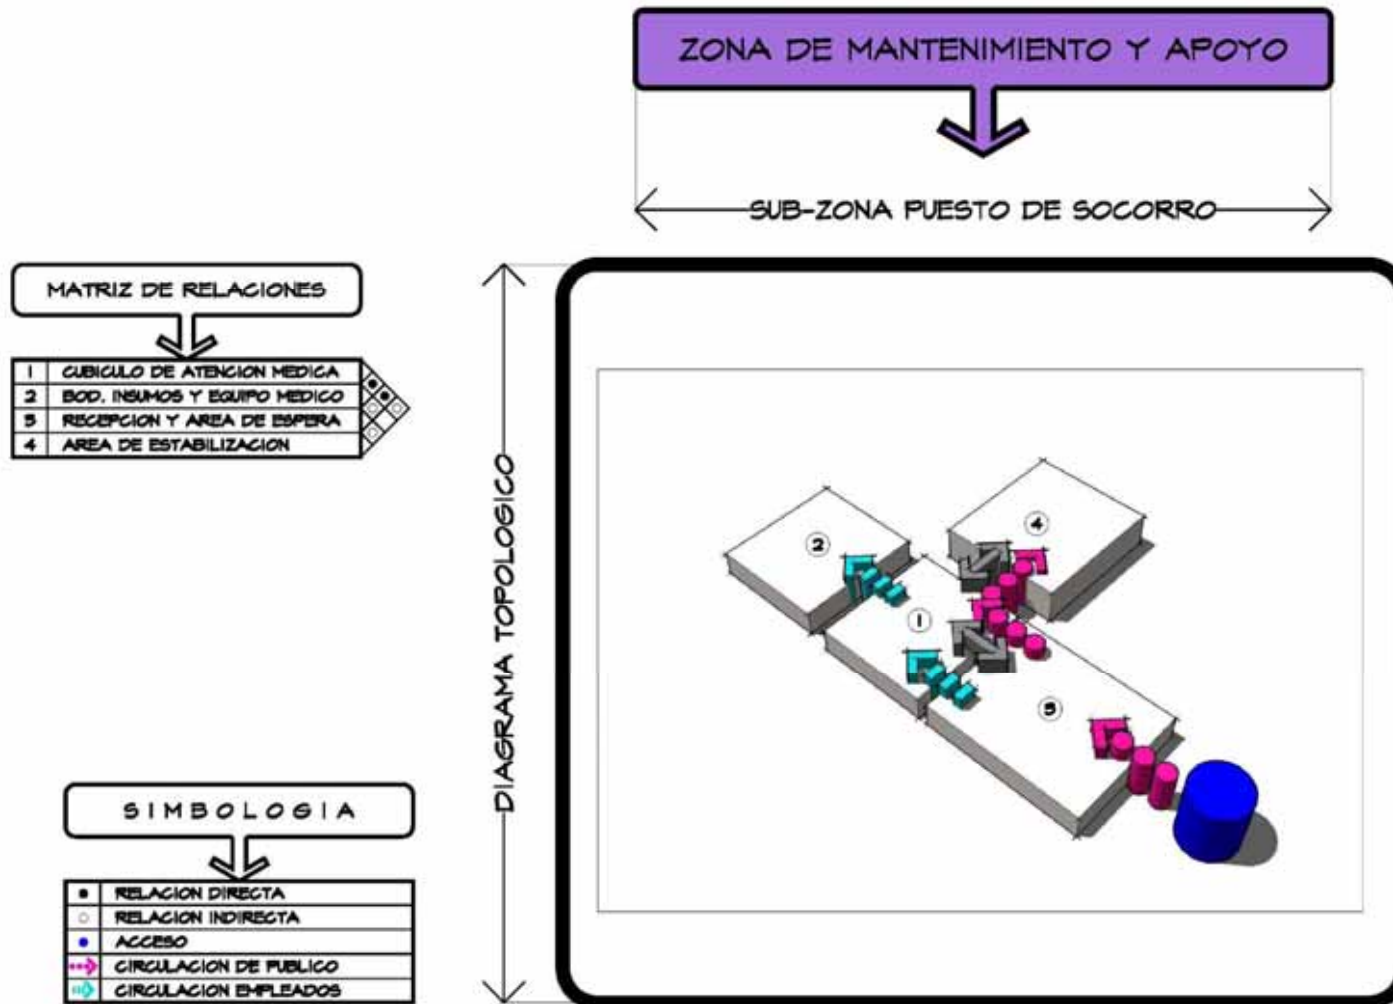 ZONA DE MANTENIMIENTO Y APOYO
SUB-ZONA PUESTO DE SOCORRO
MATRIZ DE RELACIONES
1 CUBICULO DE ATENCION MEDICA
2 BOD. INSUMOS Y EQUIPO MEDICO
3 RECEPCION Y AREA DE ESPERA
4 AREA DE ESTABILIZACION
DIAGRAMA TOPOLOGICO
2
4
1
3
SIMBOLOGIA
RELACION DIRECTA
RELACION INDIRECTA
ACCESO
CIRCULACION DE PUBLICO
CIRCULACION EMPLEADOS